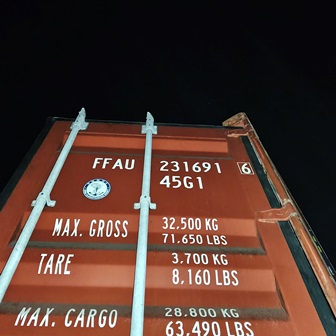 FFAU 231691 6
45G1
MAX. GROSS 32,500 KG
71,650 LBS
TARE 3,700 KG
8,160 LBS
MAX. CARGO 28,800 KG
63,490 LBS